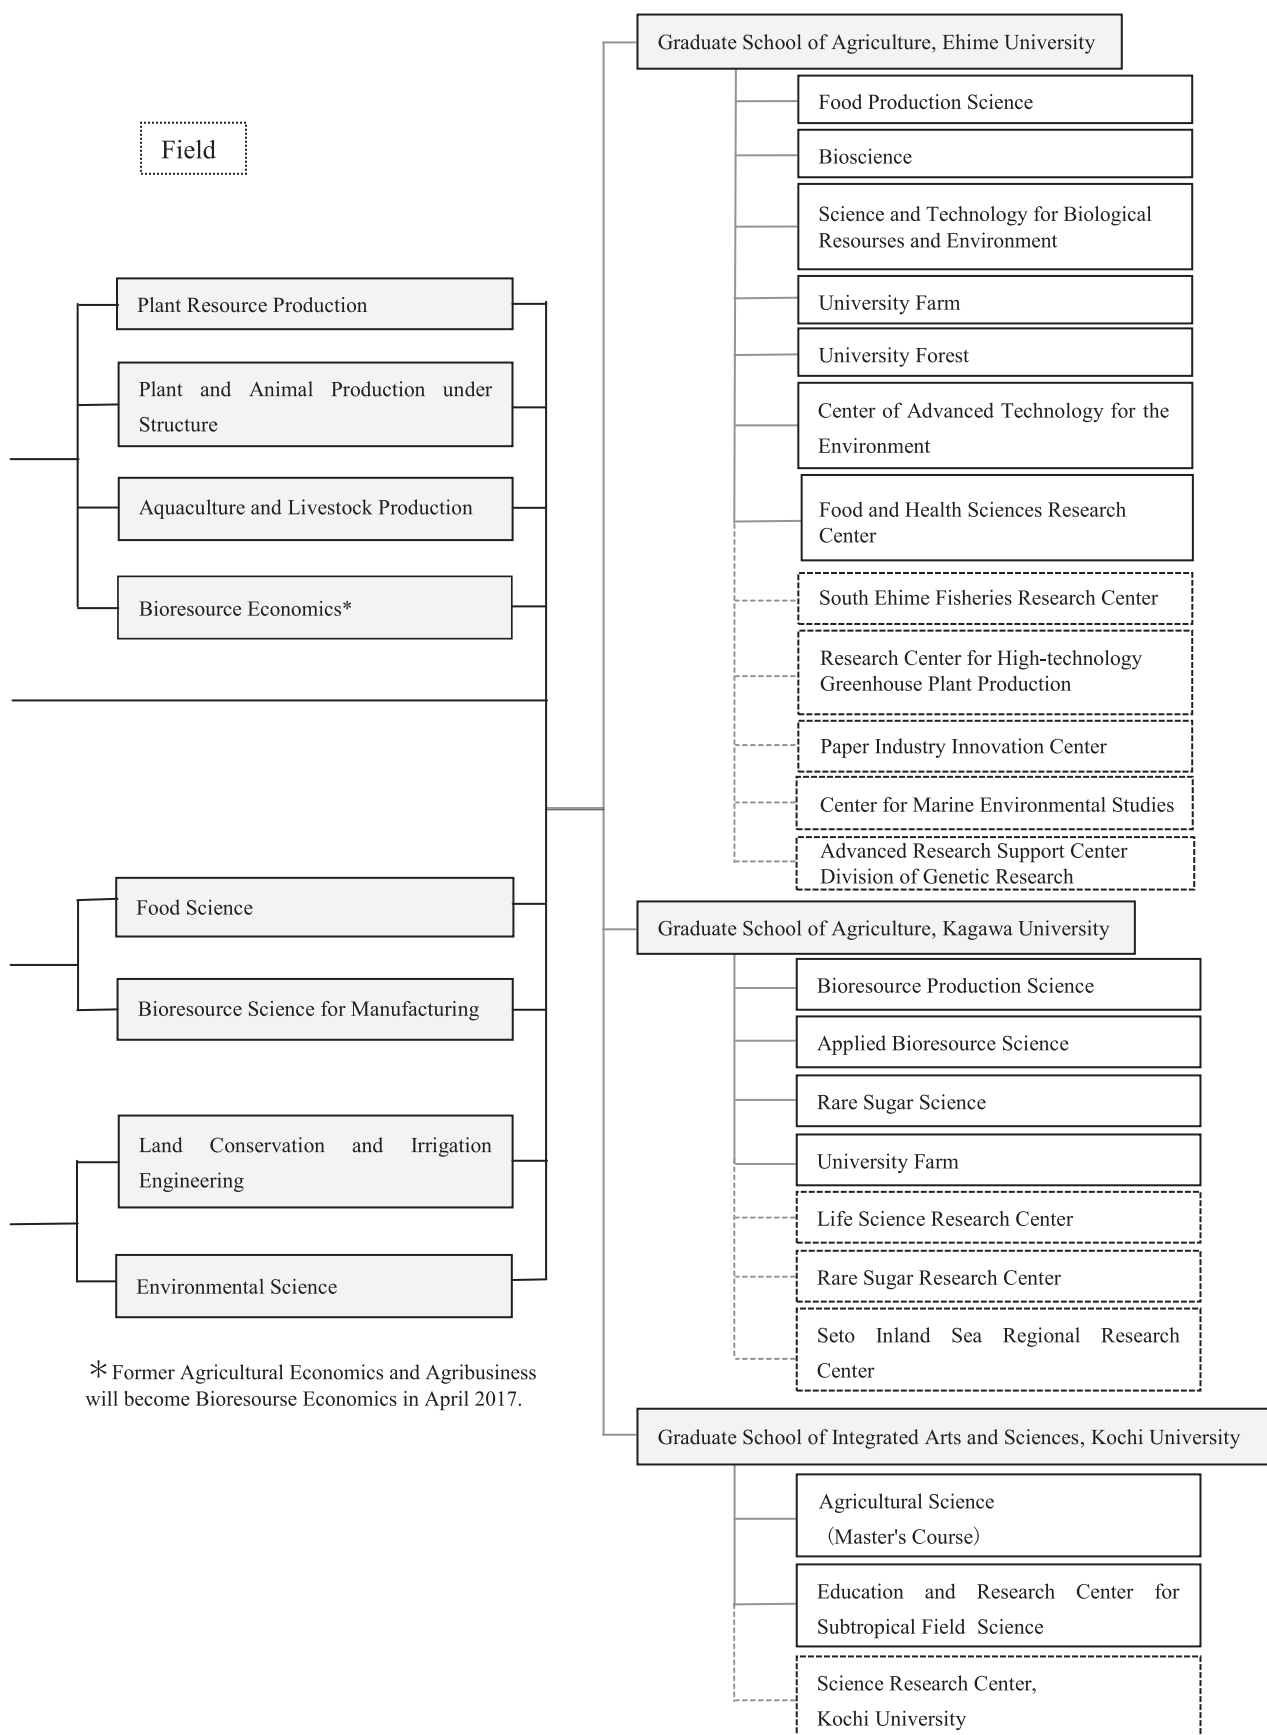 Field
Plant Resource Production
Plant and Animal Production under
Structure
Aquaculture and Livestock Production
Bioresource Economics*
Food Science
Bioresource Science for Manufacturing
Land Conservation and Irrigation
Engineering
Environmental Science
＊Former Agricultural Economics and Agribusiness
will become Bioresourse Economics in April 2017.
Graduate School of Agriculture, Ehime University
Food Production Science
Bioscience
Science and Technology for Biological
Resourses and Environment
University Farm
University Forest
Center of Advanced Technology for the
Environment
Food and Health Sciences Research
Center
South Ehime Fisheries Research Center
Research Center for High-technology
Greenhouse Plant Production
Paper Industry Innovation Center
Center for Marine Environmental Studies
Advanced Research Support Center
Division of Genetic Research
Graduate School of Agriculture, Kagawa University
Bioresource Production Science
Applied Bioresource Science
Rare Sugar Science
University Farm
Life Science Research Center
Rare Sugar Research Center
Seto Inland Sea Regional Research
Center
Graduate School of Integrated Arts and Sciences, Kochi University
Agricultural Science
（Master's Course）
Education and Research Center for
Subtropical Field Science
Science Research Center,
Kochi University